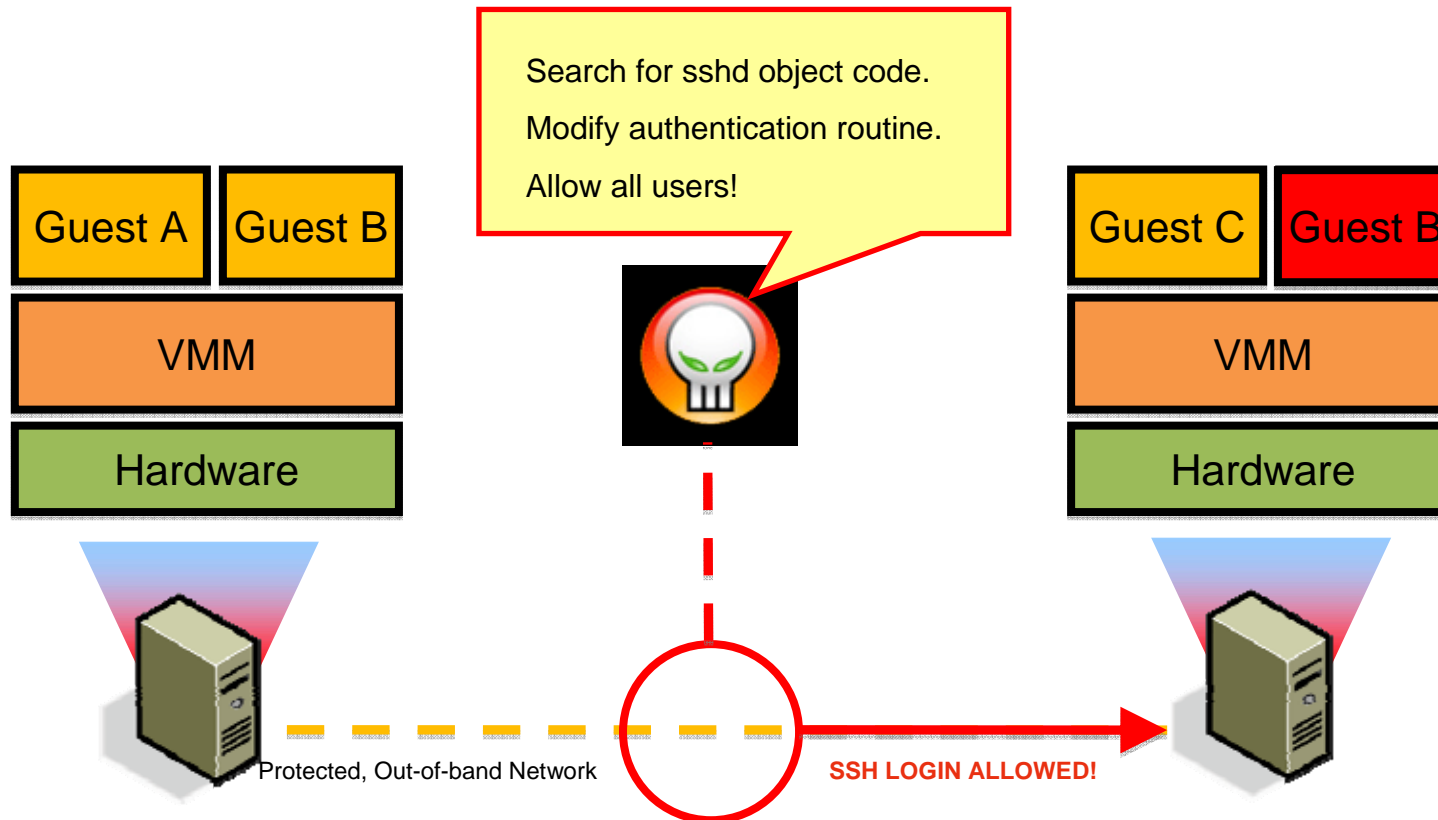 Search for sshd object code.
Modify authentication routine.
Allow all users!
Guest A
Guest B
VMM
Hardware
Guest C
Guest B
VMM
Hardware
Protected, Out-of-band Network
SSH LOGIN ALLOWED!